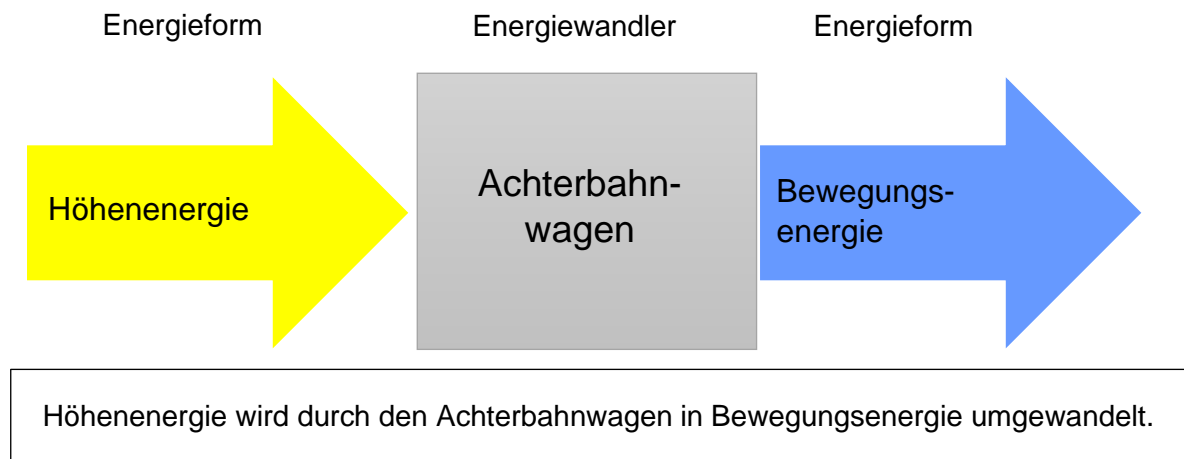 Energieform
Energiewandler
Energieform
Höhenenergie
Achterbahn-
wagen
Bewegungs-
energie
Höhenenergie wird durch den Achterbahnwagen in Bewegungsenergie umgewandelt.